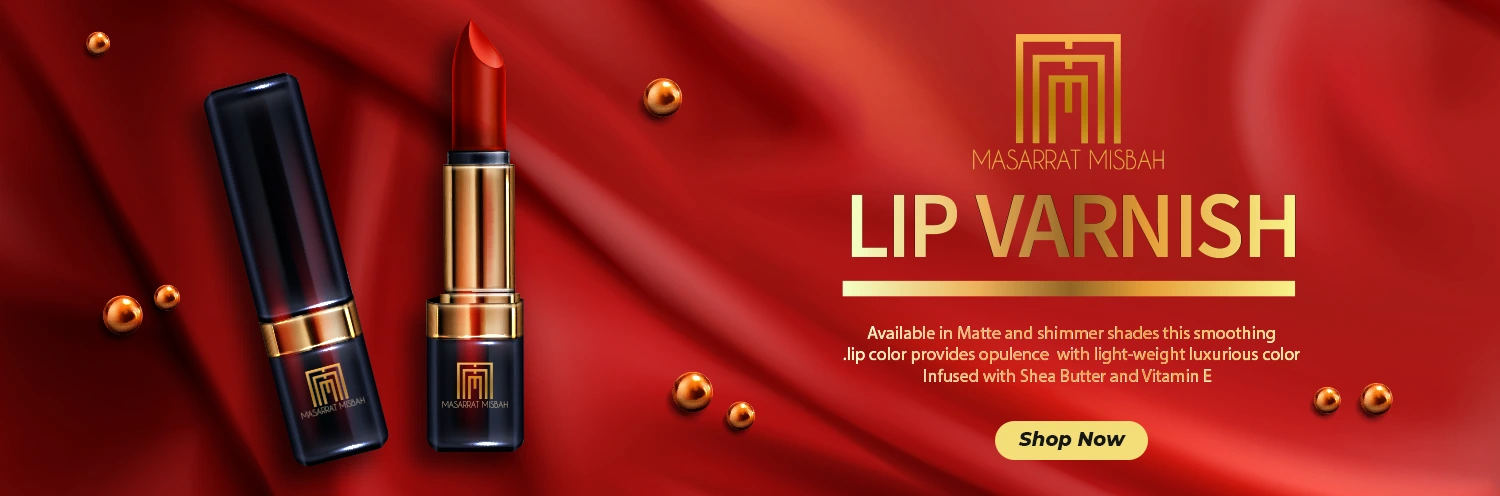 MASARRAT MISBAH
LIP VARNISH
Available in Matte and shimmer shades this smoothing
.lip color provides opulence with light-weight luxurious color
Infused with Shea Butter and Vitamin E
Shop Now
MASARRAT MISBAH
MASARRAT MISBAH